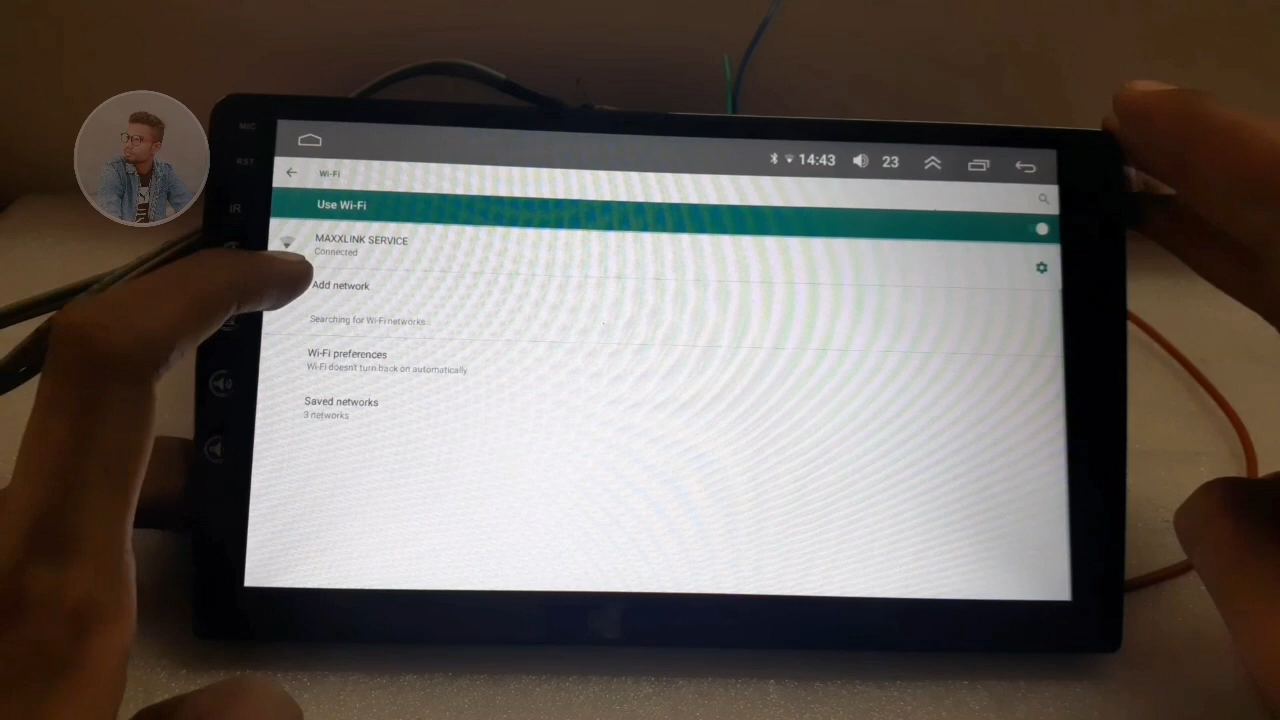 MIC
RST
IR
14:43
23
Wi-Fi
Use Wi-Fi
MAXXLINK SERVICE
Connected
Add network
Searching for Wi-Fi networks...
Wi-Fi preferences
Wi-Fi doesn't turn back on automatically
Saved networks
3 networks